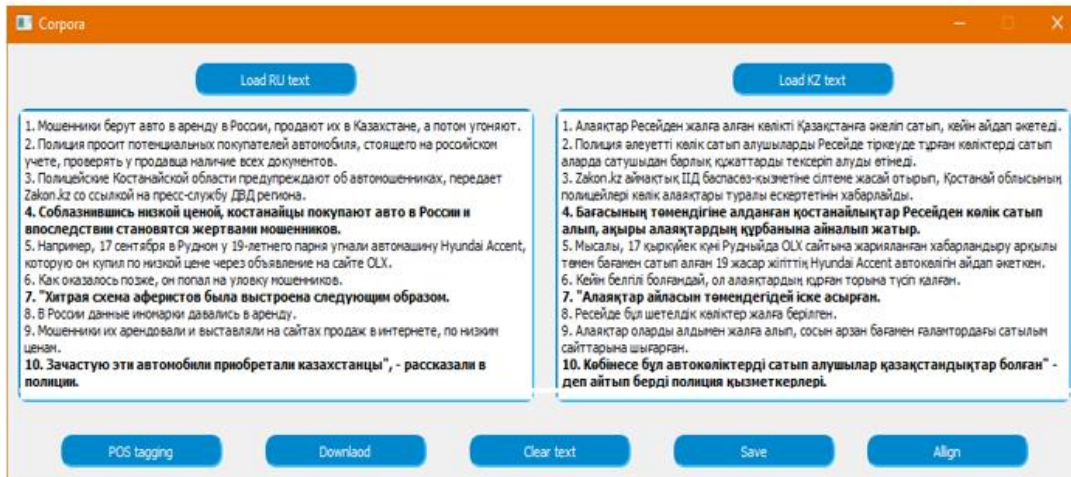 Corpora
Load RU text
Load KZ text
1. Мошенники берут авто в аренду в России, продают их в Казахстане, а потом угоняют.
2. Полиция просит потенциальных покупателей автомобиля, стоящего на российском
учете, проверять у продавца наличие всех документов.
3. Полицейские Костанайской области предупреждают об автомошенниках, передает
Zakon.kz со ссылкой на пресс-службу ДВД региона.
4. Соблазнившись низкой ценой, костанайцы покупают авто в России и
впоследствии становятся жертвами мошенников.
5. Например, 17 сентября в Рудном у 19-летнего парня угнали автомашину Hyundai Accent,
которую он купил по низкой цене через объявление на сайте OLX.
6. Как оказалось позже, он попал на уловку мошенников.
7. "Хитрая схема аферистов была выстроена следующим образом.
8. В России данные иномарки давались в аренду.
9. Мошенники их арендовали и выставляли на сайтах продаж в интернете, по низким
ценам.
10. Зачастую эти автомобили приобретали казахстанцы", - рассказали в
полиции.
1. Алаяқтар Ресейден жалға алған көлікті Қазақстанға әкеліп сатып, кейін айдап әкетеді.
2. Полиция әлеуетті көлік сатып алушыларды Ресейде тіркеуде тұрған көліктерді сатып
аларда сатушыдан барлық құжаттарды тексеріп алуды өтінеді.
3. Zakon.kz аймақтық ІІД баспасөз-қызметіне сілтеме жасай отырып, Қостанай облысының
полицейлері көлік алаяқтары туралы ескертетінін хабарлайды.
4. Бағасының төмендігіне алданған қостанайлықтар Ресейден көлік сатып
алып, ақыры алаяқтардың құрбанына айналып жатыр.
5. Мысалы, 17 қыркүйек күні Рудныйда OLX сайтына жарияланған хабарландыру арқылы
төмен бағамен сатып алған 19 жасар жігіттің Hyundai Accent автокөлігін айдап әкеткен.
6. Кейін белгілі болғандай, ол алаяқтардың құрған торына түсіп қалған.
7. "Алаяқтар айласын төмендегідей іске асырған.
8. Ресейде бұл шетелдік көліктер жалға берілген.
9. Алаяқтар оларды алдымен жалға алып, сосын арзан бағамен ғаламтордағы сатылым
сайттарына шығарған.
10. Көбінесе бұл автокөліктерді сатып алушылар қазақстандықтар болған" -
деп айтып берді полиция қызметкерлері.
POS tagging
Downlaod
Clear text
Save
Allign